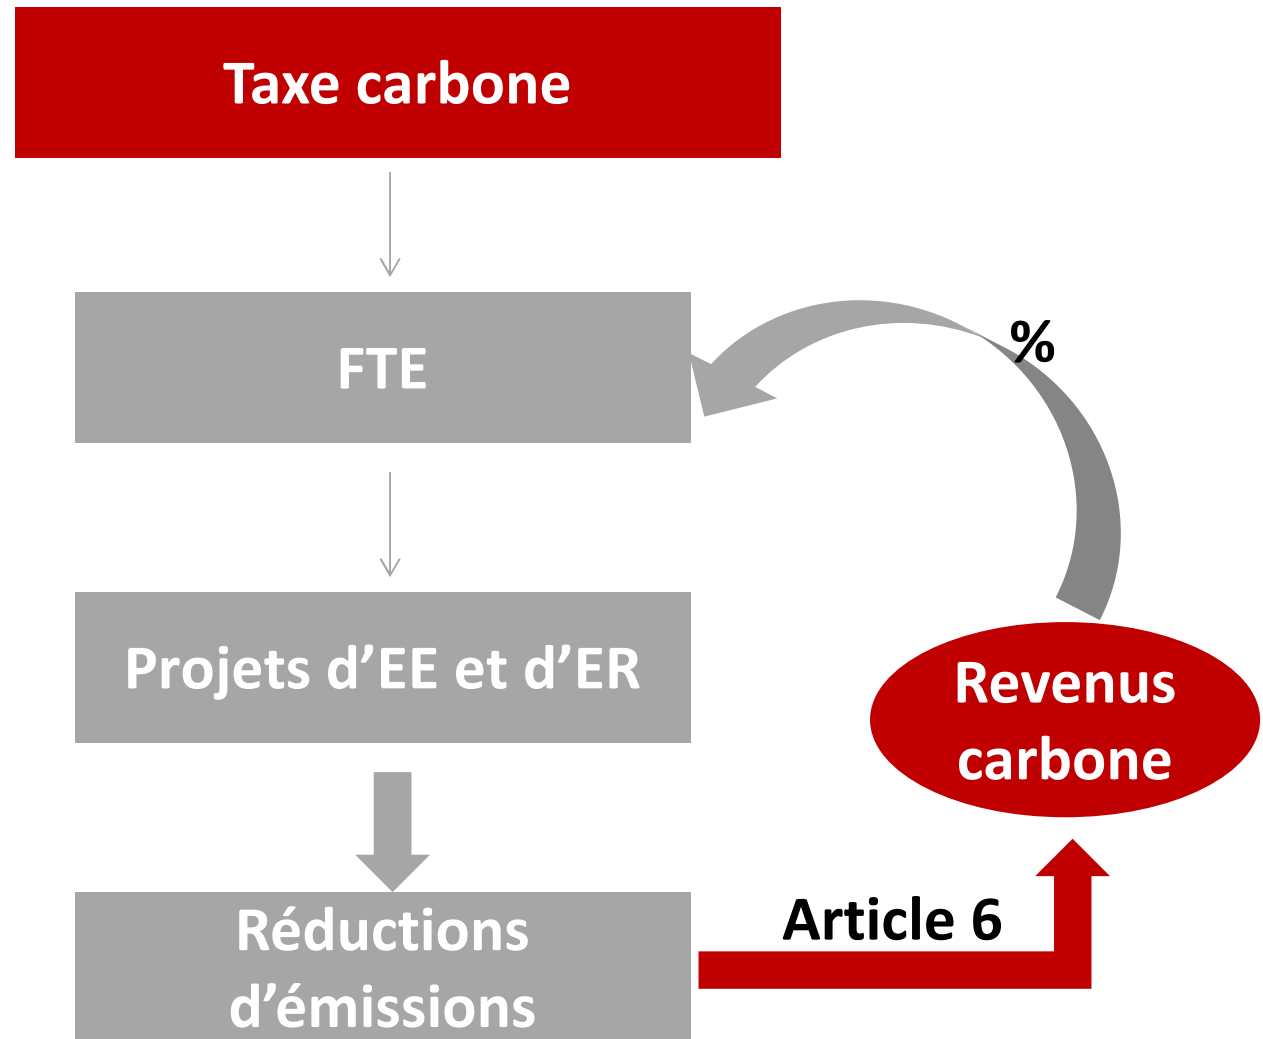 Taxe carbone
FTE
%
Projets d’EE et d’ER
Revenus
carbone
Article 6
Réductions
d’émissions